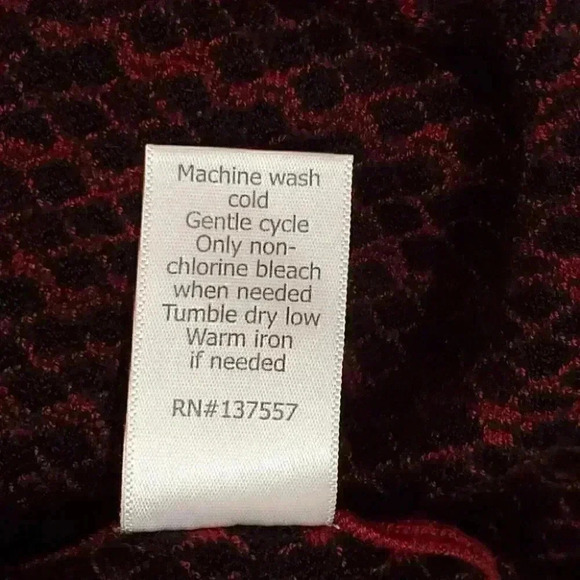 Machine wash
cold
Gentle cycle
Only non-
chlorine bleach
when needed
Tumble dry low
Warm iron
if needed
RN#137557